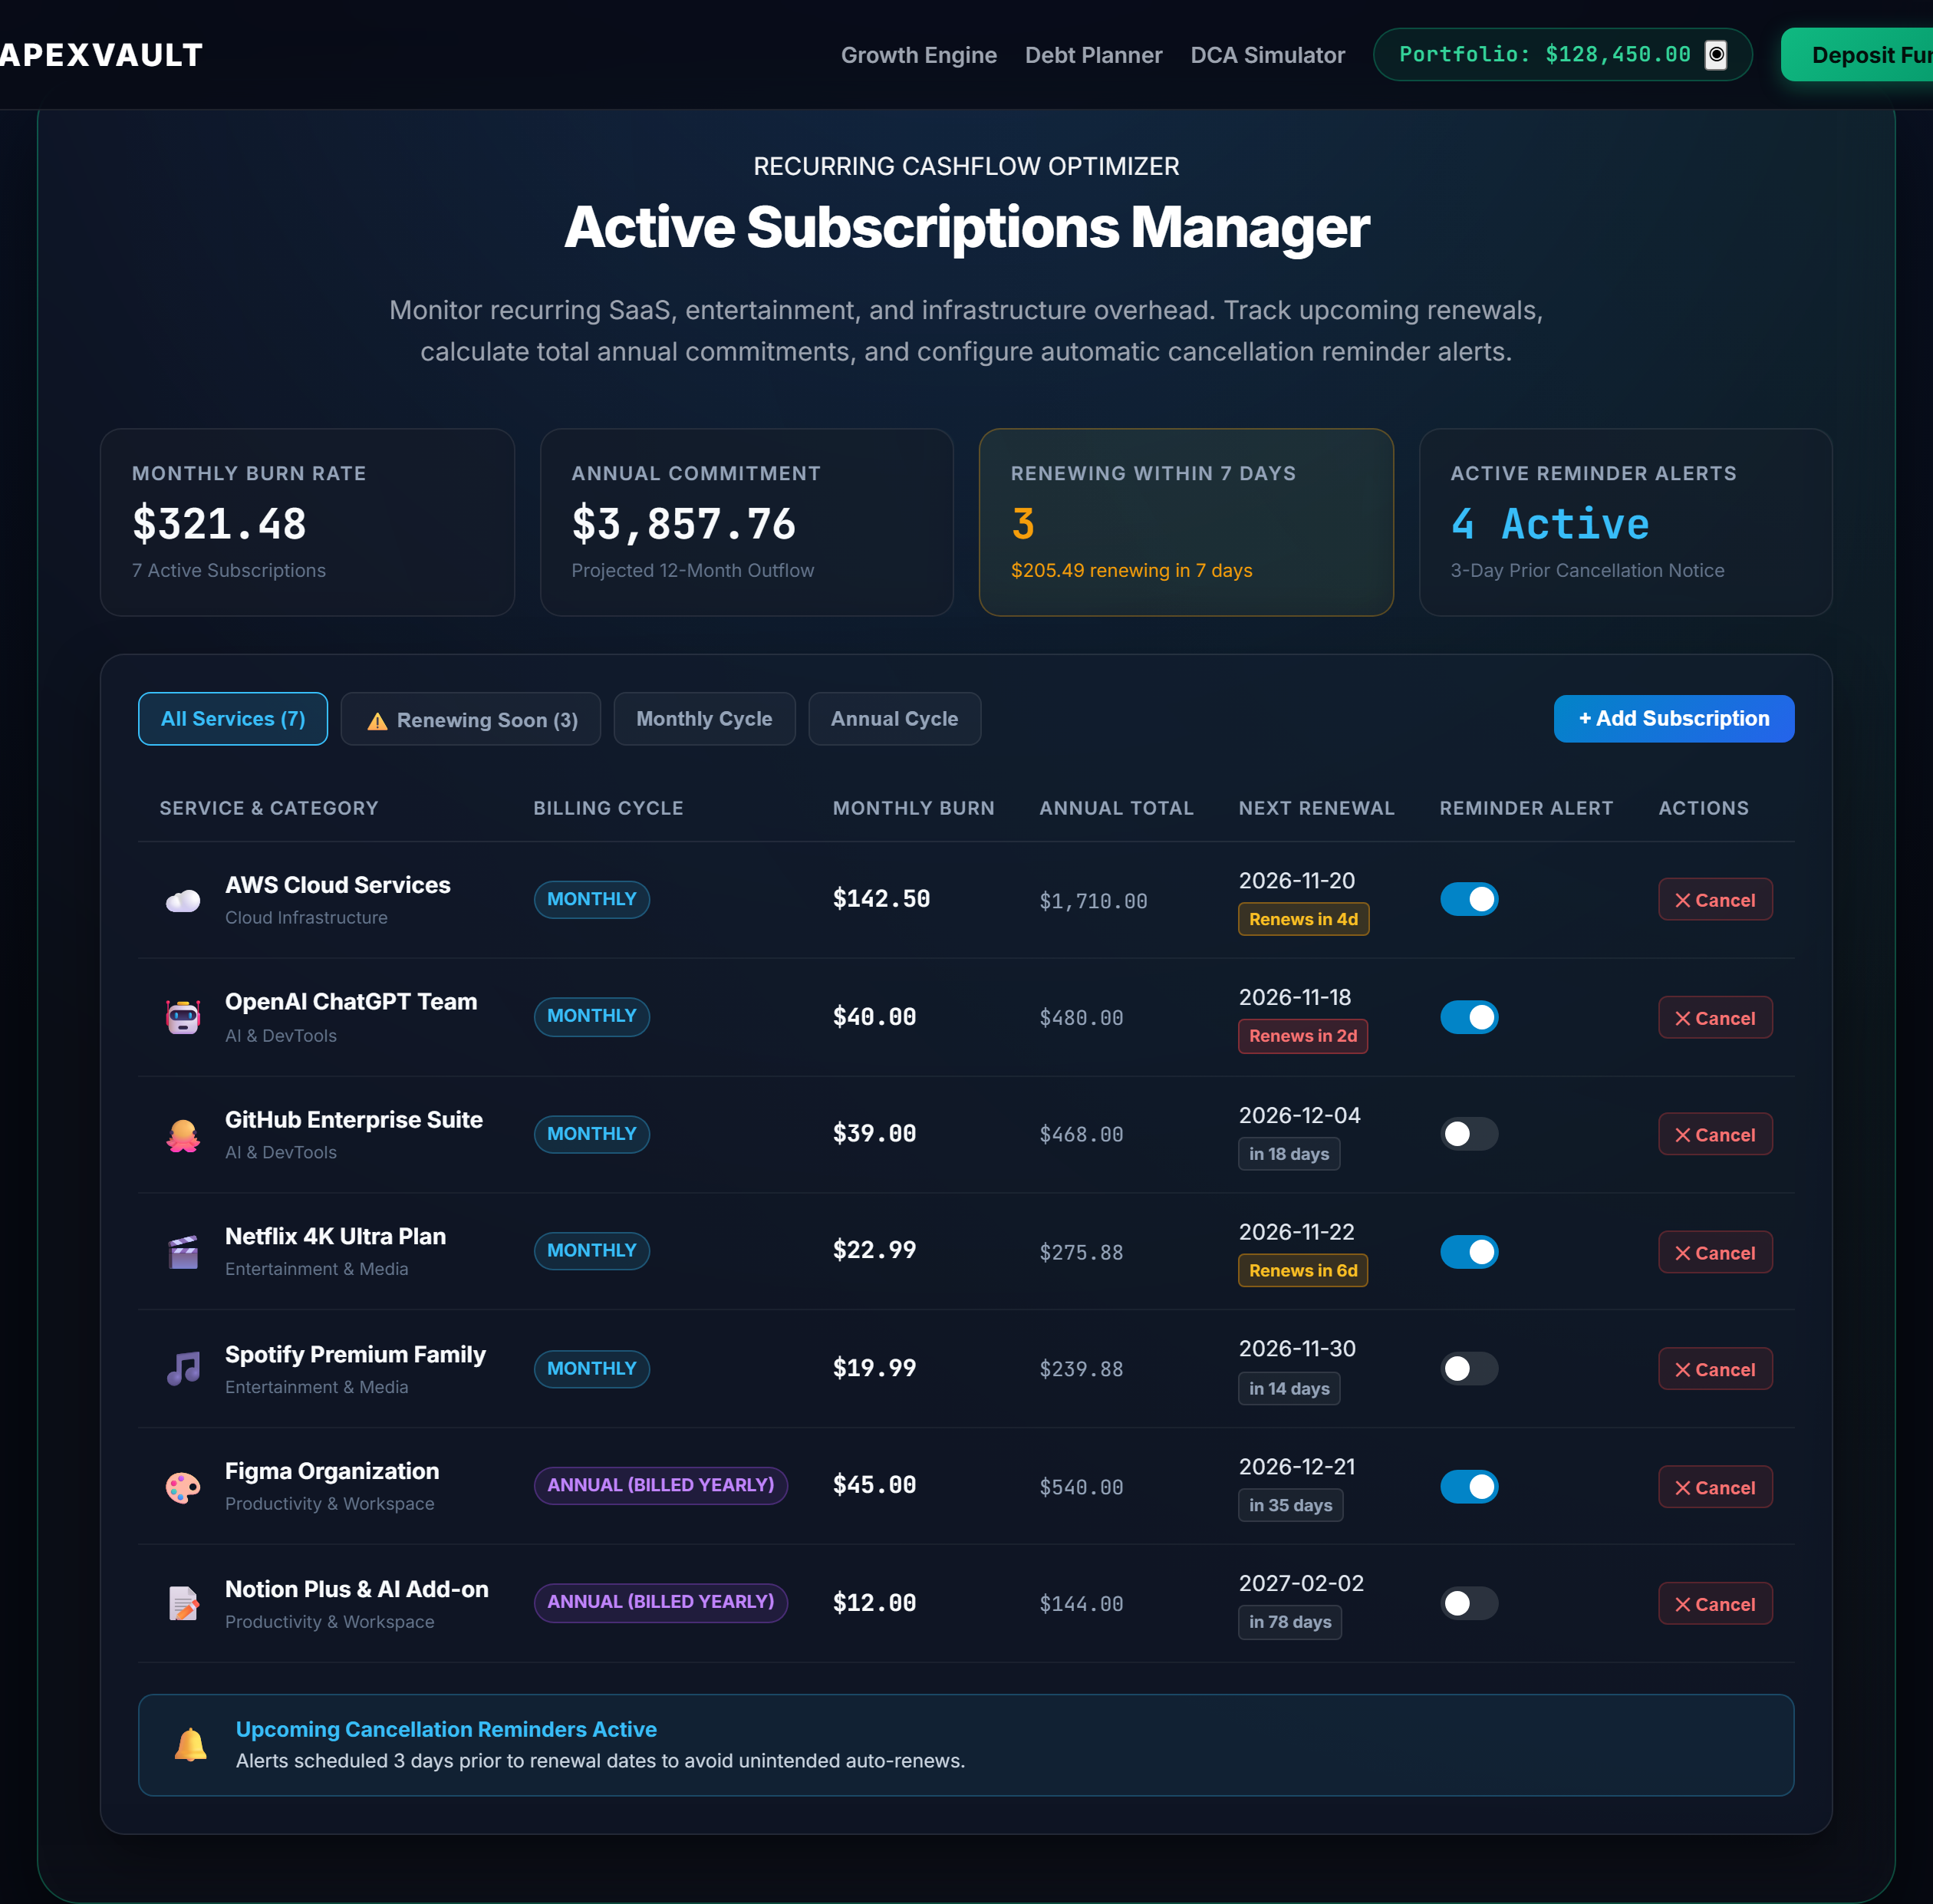 APEXVAULT
Growth Engine
Debt Planner
DCA Simulator
Portfolio: $128,450.00
Deposit Fu
RECURRING CASHFLOW OPTIMIZER
Active Subscriptions Manager
Monitor recurring SaaS, entertainment, and infrastructure overhead. Track upcoming renewals,
calculate total annual commitments, and configure automatic cancellation reminder alerts.
MONTHLY BURN RATE
$321.48
7 Active Subscriptions
ANNUAL COMMITMENT
$3,857.76
Projected 12-Month Outflow
RENEWING WITHIN 7 DAYS
3
$205.49 renewing in 7 days
ACTIVE REMINDER ALERTS
4 Active
3-Day Prior Cancellation Notice
All Services (7)
Renewing Soon (3)
Monthly Cycle
Annual Cycle
+ Add Subscription
SERVICE & CATEGORY
BILLING CYCLE
MONTHLY BURN
ANNUAL TOTAL
NEXT RENEWAL
REMINDER ALERT
ACTIONS
AWS Cloud Services
Cloud Infrastructure
MONTHLY
$142.50
$1,710.00
2026-11-20
Renews in 4d
Cancel
OpenAI ChatGPT Team
AI & DevTools
MONTHLY
$40.00
$480.00
2026-11-18
Renews in 2d
Cancel
GitHub Enterprise Suite
AI & DevTools
MONTHLY
$39.00
$468.00
2026-12-04
in 18 days
Cancel
Netflix 4K Ultra Plan
Entertainment & Media
MONTHLY
$22.99
$275.88
2026-11-22
Renews in 6d
Cancel
Spotify Premium Family
Entertainment & Media
MONTHLY
$19.99
$239.88
2026-11-30
in 14 days
Cancel
Figma Organization
Productivity & Workspace
ANNUAL (BILLED YEARLY)
$45.00
$540.00
2026-12-21
in 35 days
Cancel
Notion Plus & AI Add-on
Productivity & Workspace
ANNUAL (BILLED YEARLY)
$12.00
$144.00
2027-02-02
in 78 days
Cancel
Upcoming Cancellation Reminders Active
Alerts scheduled 3 days prior to renewal dates to avoid unintended auto-renews.